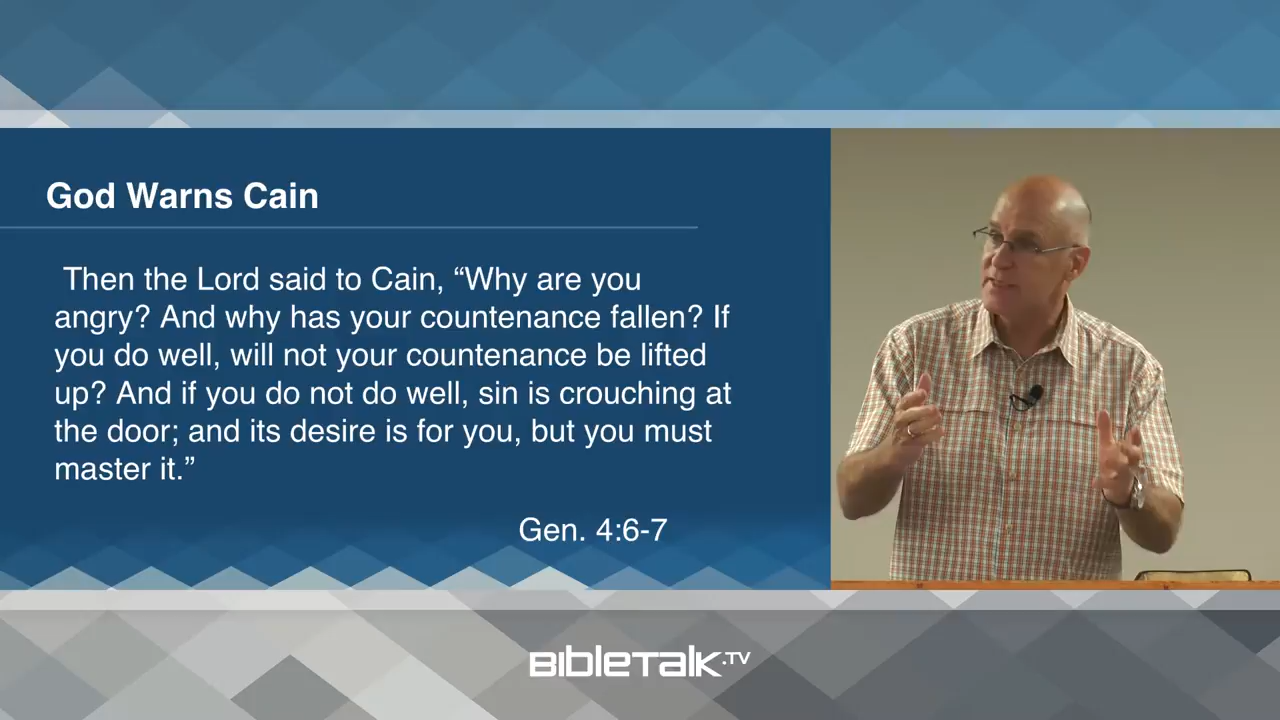 God Warns Cain
Then the Lord said to Cain, “Why are you
angry? And why has your countenance fallen? If
you do well, will not your countenance be lifted
up? And if you do not do well, sin is crouching at
the door; and its desire is for you, but you must
master it.”
Gen. 4:6-7
BIBLETALK.TV